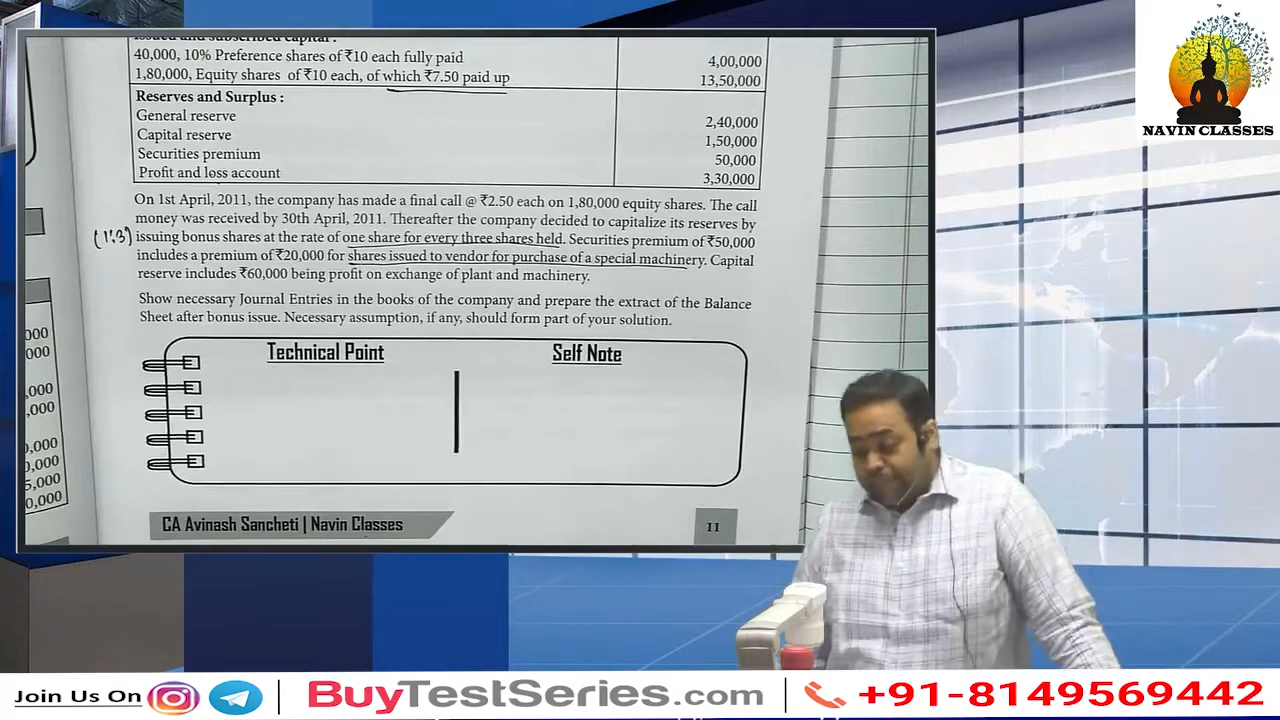 Issued and subscribed capital :
40,000, 10% Preference shares of ₹10 each fully paid 4,00,000
1,80,000, Equity shares of ₹10 each, of which ₹7.50 paid up 13,50,000
Reserves and Surplus :
General reserve 2,40,000
Capital reserve 1,50,000
Securities premium 50,000
Profit and loss account 3,30,000
On 1st April, 2011, the company has made a final call @ ₹2.50 each on 1,80,000 equity shares. The call
money was received by 30th April, 2011. Thereafter the company decided to capitalize its reserves by
(1:3) issuing bonus shares at the rate of one share for every three shares held. Securities premium of ₹50,000
includes a premium of ₹20,000 for shares issued to vendor for purchase of a special machinery. Capital
reserve includes ₹60,000 being profit on exchange of plant and machinery.
Show necessary Journal Entries in the books of the company and prepare the extract of the Balance
Sheet after bonus issue. Necessary assumption, if any, should form part of your solution.
Technical Point Self Note
CA Avinash Sancheti | Navin Classes 11
NAVIN CLASSES
Join Us On BuyTestSeries.com +91-8149569442